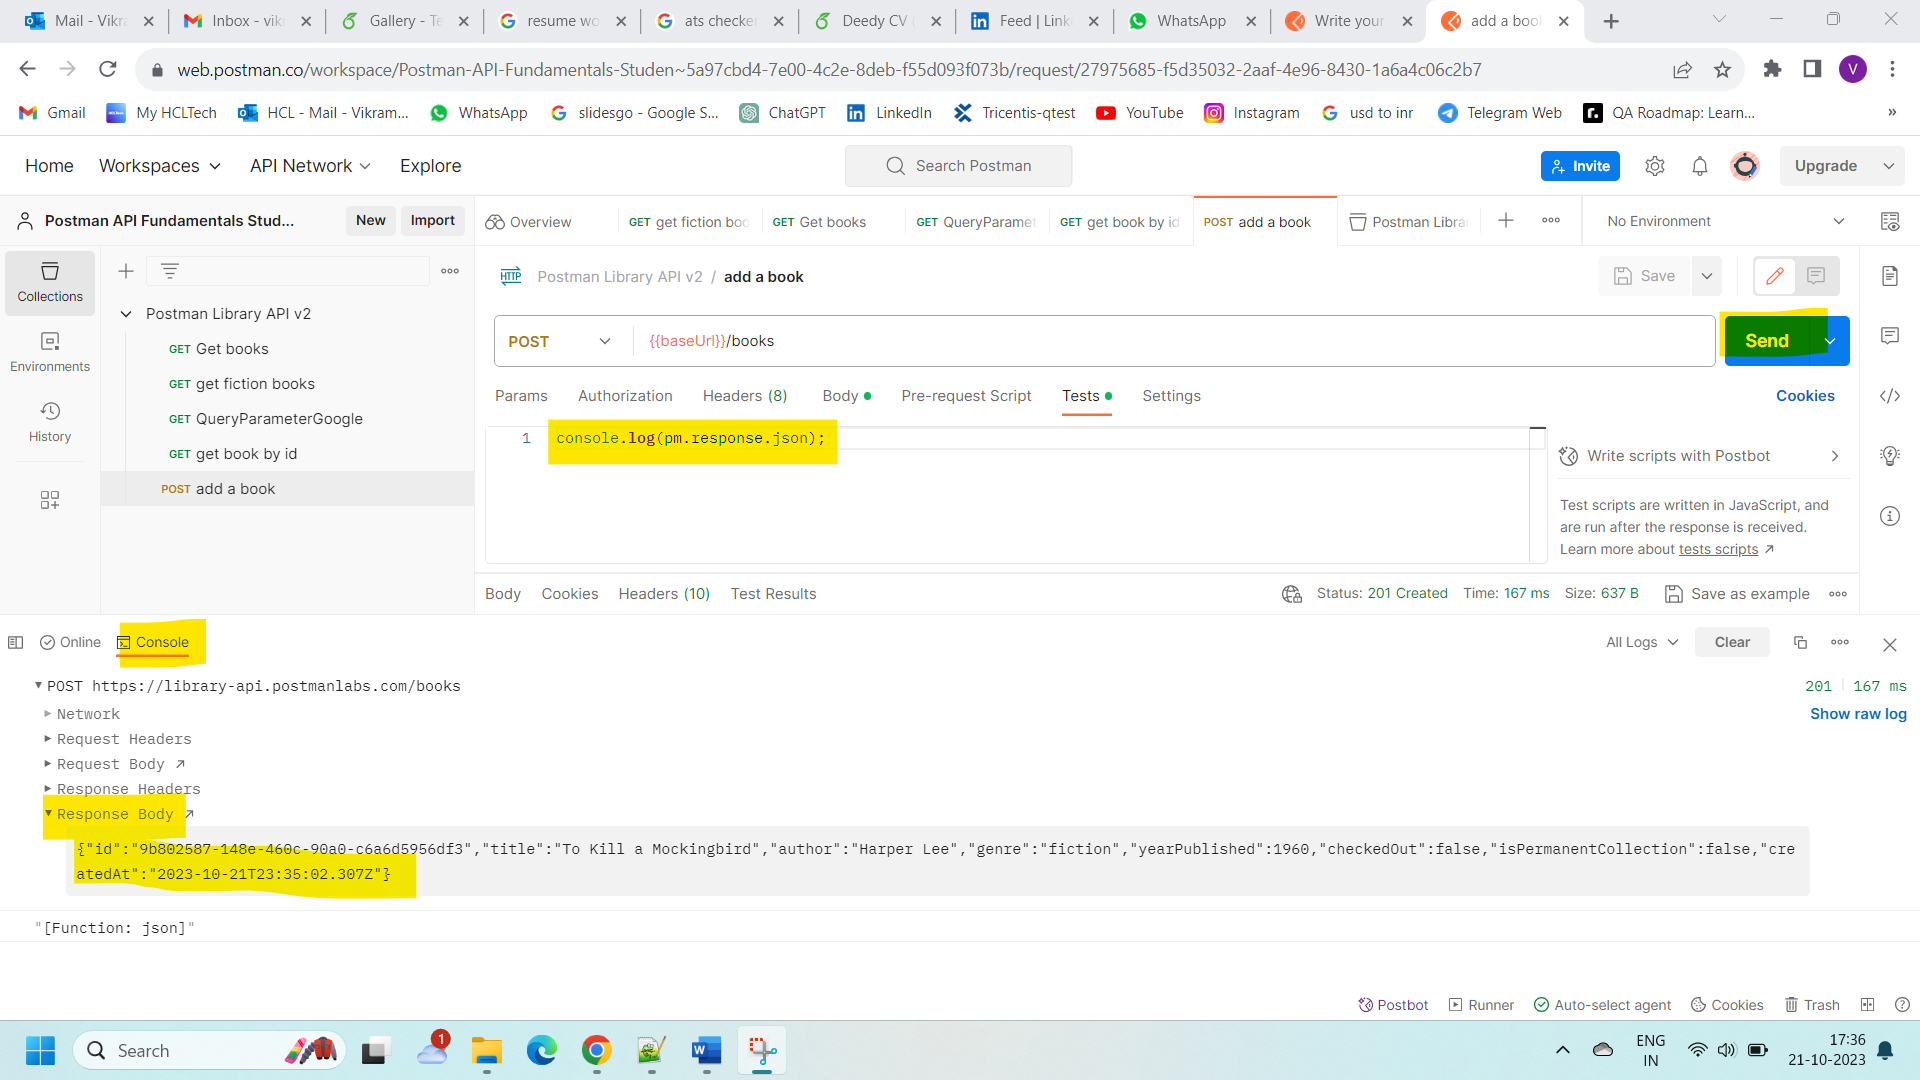 Mail - Vikra
Inbox - vik
Gallery - Te
resume wo
ats checke
Deedy CV (
Feed | Link
WhatsApp
Write your
add a boo
web.postman.co/workspace/Postman-API-Fundamentals-Studen~5a97cbd4-7e00-4c2e-8deb-f55d093f073b/request/27975685-f5d35032-2aaf-4e96-8430-1a6a4c06c2b7
V
Gmail
My HCLTech
HCL - Mail - Vikram...
WhatsApp
slidesgo - Google S...
ChatGPT
LinkedIn
Tricentis-qtest
YouTube
Instagram
usd to inr
Telegram Web
QA Roadmap: Learn...
»
Home
Workspaces
API Network
Explore
Search Postman
Invite
Upgrade
Postman API Fundamentals Stud...
New
Import
Overview
GET get fiction boo
GET Get books
GET QueryParamet
GET get book by id
POST add a book
Postman Libra
No Environment
Collections
Environments
History
Postman Library API v2
GET Get books
GET get fiction books
GET QueryParameterGoogle
GET get book by id
POST add a book
HTTP Postman Library API v2 / add a book
Save
POST
{{baseUrl}}/books
Send
Params
Authorization
Headers (8)
Body
Pre-request Script
Tests
Settings
Cookies
1 console.log(pm.response.json);
Write scripts with Postbot
Test scripts are written in JavaScript, and
are run after the response is received.
Learn more about tests scripts ↗
Body
Cookies
Headers (10)
Test Results
Status: 201 Created
Time: 167 ms
Size: 637 B
Save as example
Online
Console
All Logs
Clear
POST https://library-api.postmanlabs.com/books
201
167 ms
Network
Show raw log
Request Headers
Request Body ↗
Response Headers
Response Body ↗
{"id":"9b802587-148e-460c-90a0-c6a6d5956df3","title":"To Kill a Mockingbird","author":"Harper Lee","genre":"fiction","yearPublished":1960,"checkedOut":false,"isPermanentCollection":false,"cre
atedAt":"2023-10-21T23:35:02.307Z"}
"[Function: json]"
Postbot
Runner
Auto-select agent
Cookies
Trash
Search
1
ENG
IN
17:36
21-10-2023